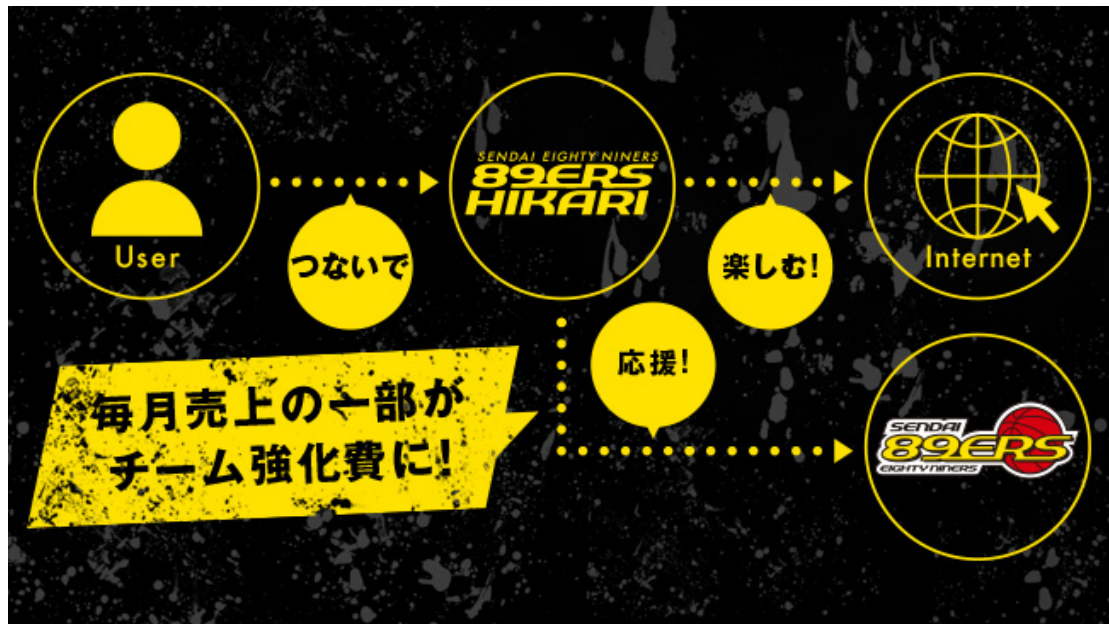 User
つないで
SENDAI EIGHTY NINERS
89ERS
HIKARI
楽しむ!
Internet
応援!
毎月売上の一部が
チーム強化費に!
SENDAI
89ERS
EIGHTY NINERS